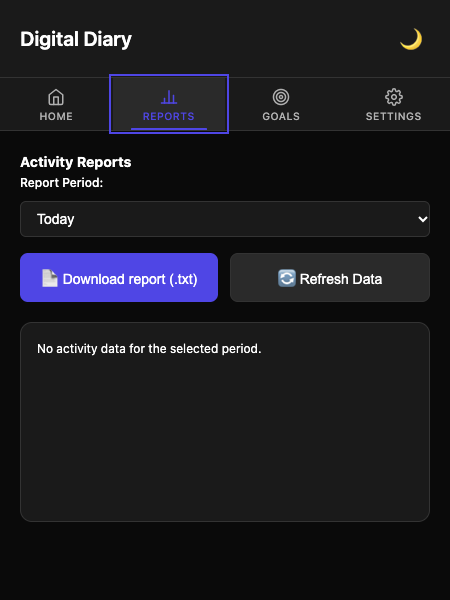 Digital Diary
HOME
REPORTS
GOALS
SETTINGS
Activity Reports
Report Period:
Today
Download report (.txt)
Refresh Data
No activity data for the selected period.